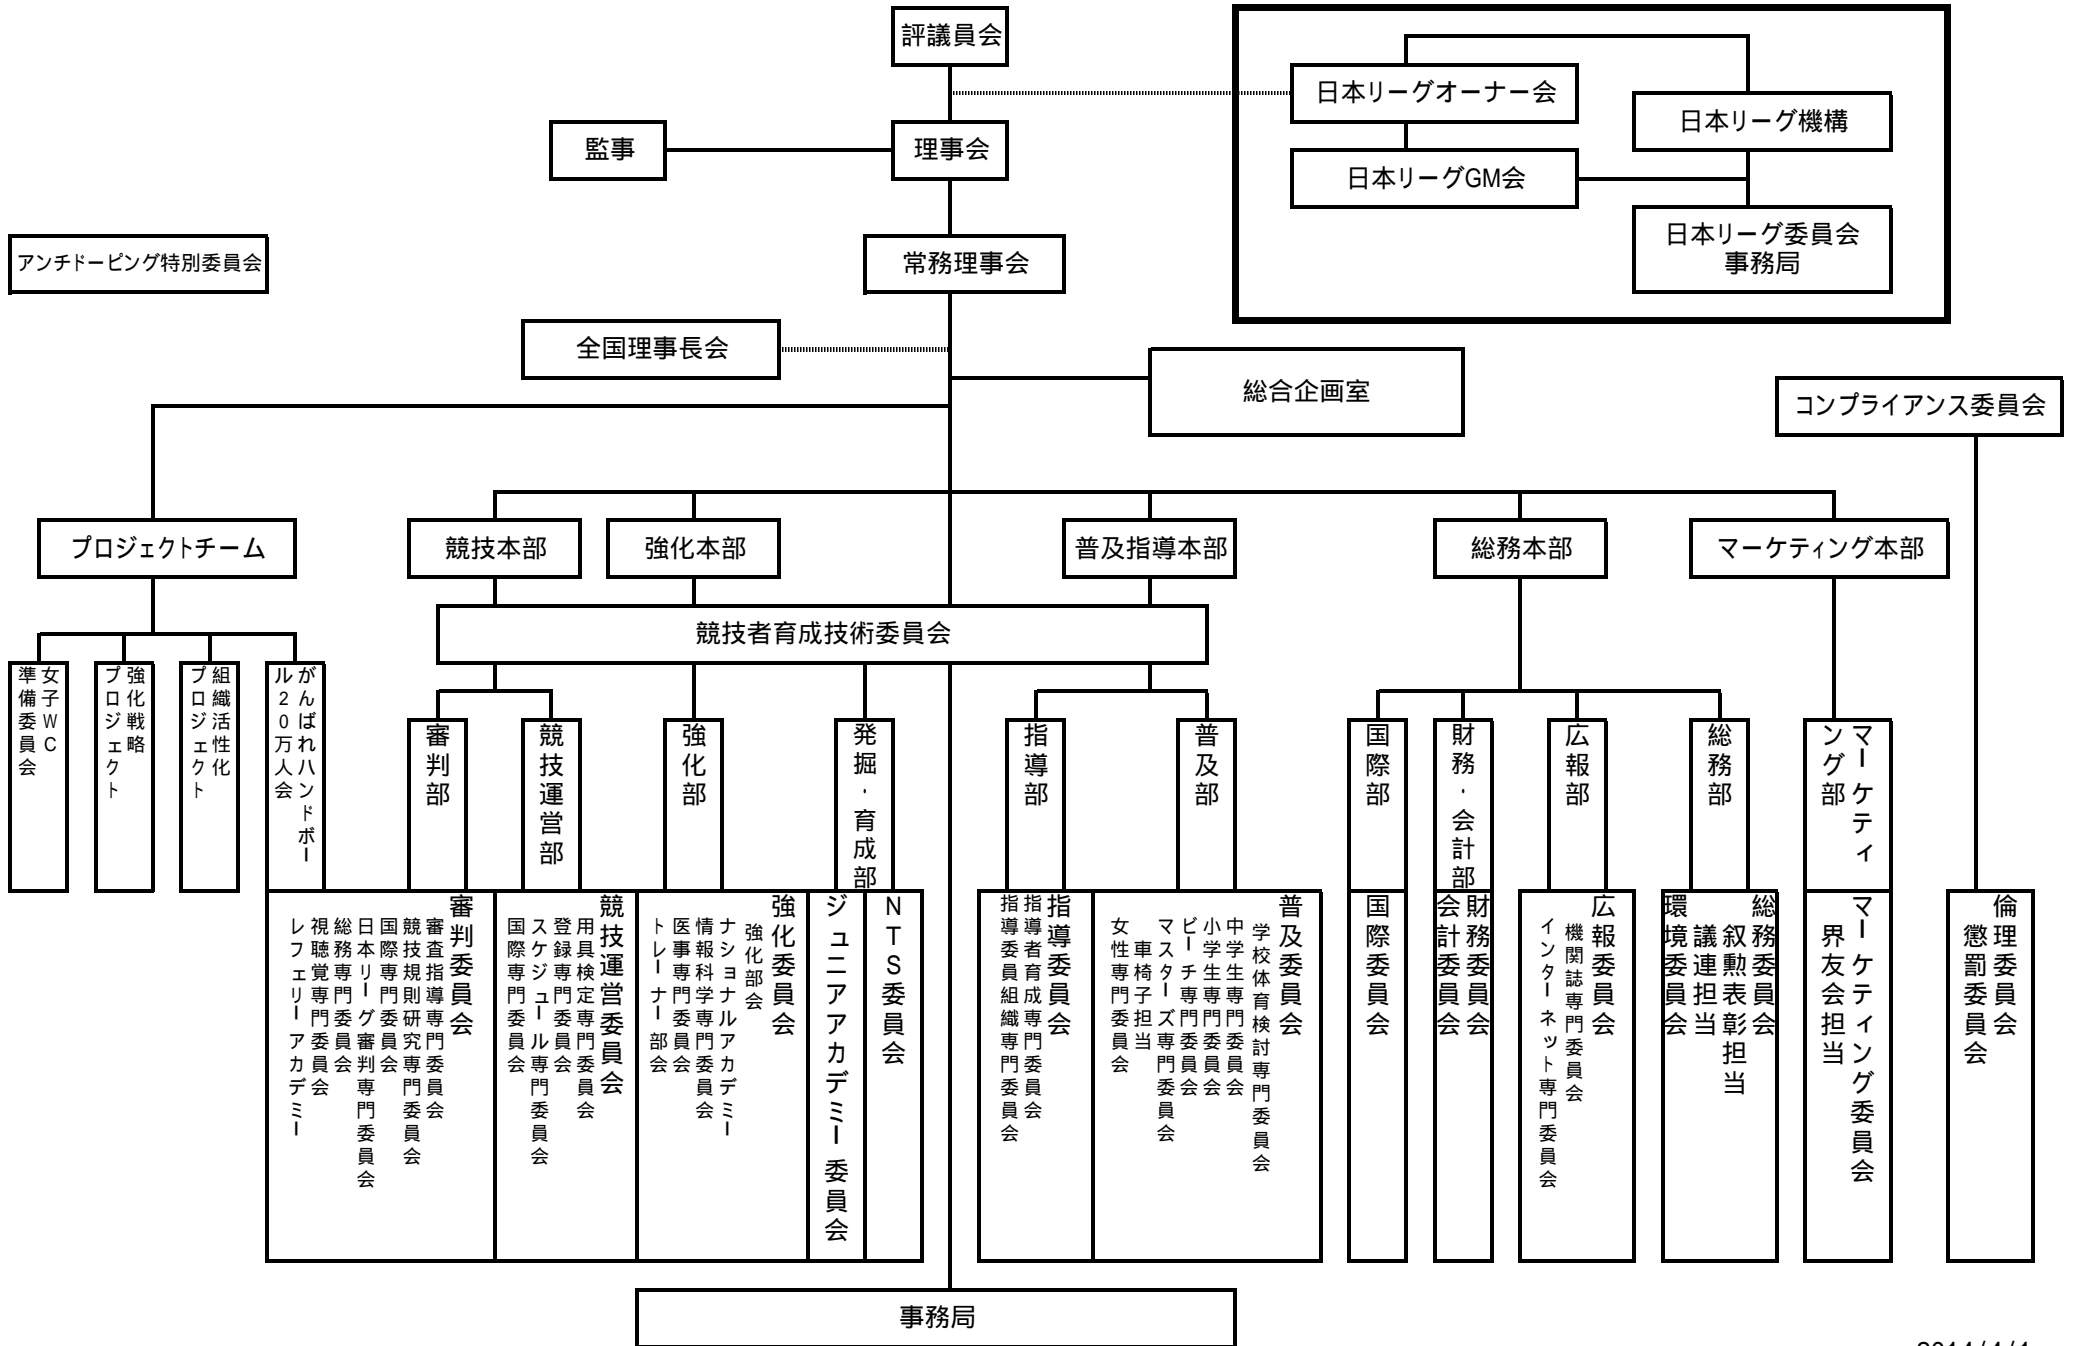 評議員会
日本リーグオーナー会
日本リーグ機構
監事
理事会
日本リーグGM会
日本リーグ委員会
事務局
アンチドーピング特別委員会
常務理事会
全国理事長会
総合企画室
コンプライアンス委員会
プロジェクトチーム
競技本部
強化本部
普及指導本部
総務本部
マーケティング本部
競技者育成技術委員会
女子WC
準備委員会
強化戦略
プロジェクト
組織活性化
プロジェクト
がんばれハンドボー
ル20万人会
審判部
競技運営部
強化部
発掘・育成部
指導部
普及部
国際部
財務・会計部
広報部
総務部
マーケティ
ング部
審判委員会
審査指導専門委員会
競技規則研究専門委員会
国際専門委員会
日本リーグ審判専門委員会
総務専門委員会
視聴覚専門委員会
レフェリーアカデミー
競技運営委員会
用具検定専門委員会
登録専門委員会
スケジュール専門委員会
国際専門委員会
強化委員会
強化部会
ナショナルアカデミー
情報科学専門委員会
医事専門委員会
トレーナー部会
ジュニアアカデミー委員会
NTS委員会
指導委員会
指導者育成専門委員会
指導委員組織専門委員会
普及委員会
学校体育検討専門委員会
中学生専門委員会
小学生専門委員会
ビーチ専門委員会
マスターズ専門委員会
車椅子担当
女性専門委員会
国際委員会
財務委員会
会計委員会
広報委員会
機関誌専門委員会
インターネット専門委員会
総務委員会
叙勲表彰担当
議連担当
環境委員会
マーケティング委員会
界友会担当
倫理委員会
懲罰委員会
事務局
2014/4/1